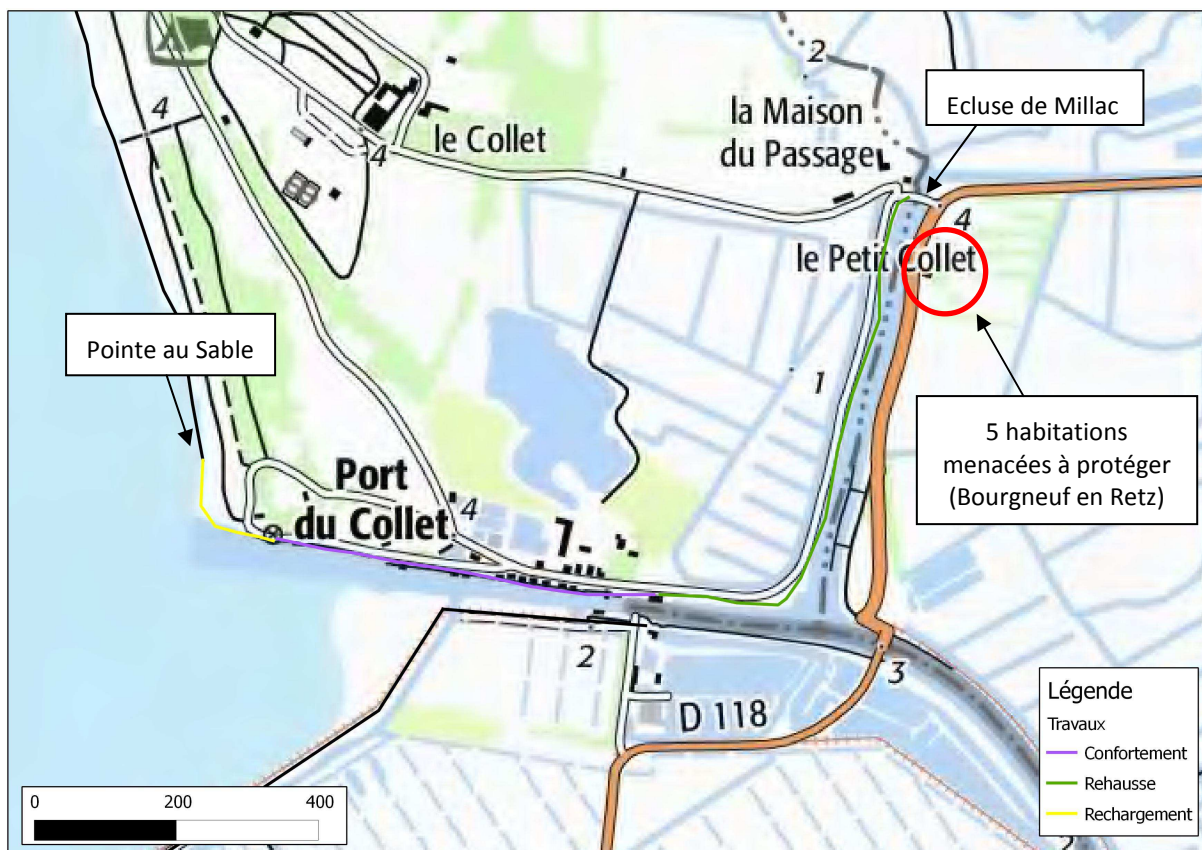 2
Ecluse de Millac
la Maison
du Passage
4
le Collet
4
4
le Petit Collet
Pointe au Sable
1
5 habitations
menacées à protéger
(Bourgneuf en Retz)
Port
du Collet
4
7-
2
3
D 118
Légende
Travaux
Confortement
Rehausse
Rechargement
0 200 400